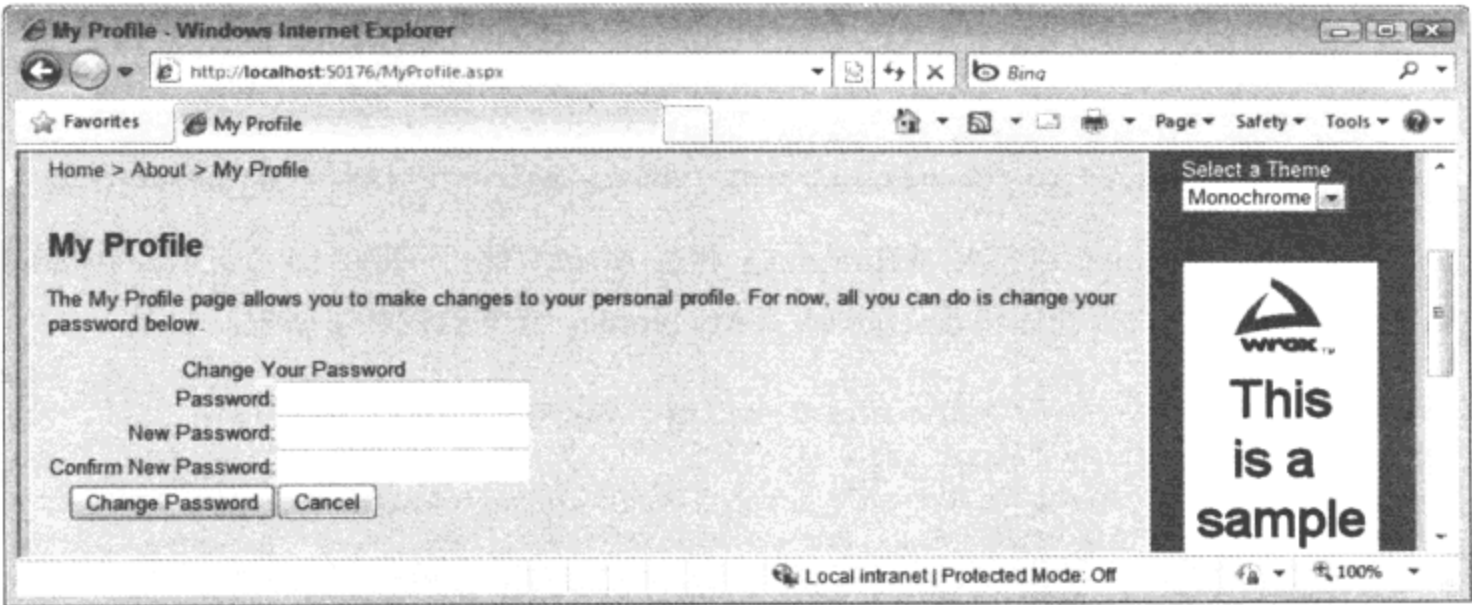 My Profile - Windows Internet Explorer
http://localhost:50176/MyProfile.aspx
Bing
Favorites
My Profile
Page
Safety
Tools
Home > About > My Profile
Select a Theme
Monochrome
My Profile
The My Profile page allows you to make changes to your personal profile. For now, all you can do is change your
password below.
Change Your Password
Password:
New Password:
Confirm New Password:
Change Password
Cancel
wrox TM
This
is a
sample
Local intranet | Protected Mode: Off
100%